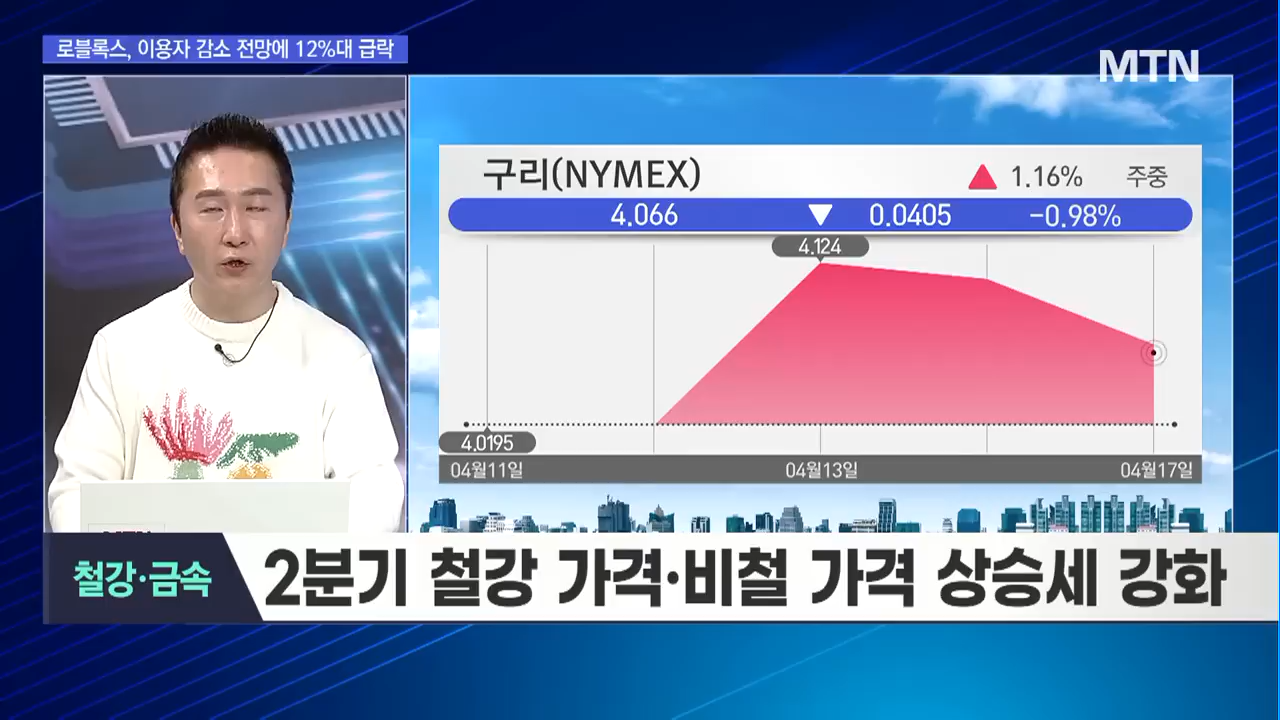 로블록스, 이용자 감소 전망에 12%대 급락
MTN
구리(NYMEX) ▲ 1.16% 주중
4.066 ▼ 0.0405 -0.98%
4.124
4.0195
04월11일 04월13일 04월17일
철강·금속
2분기 철강 가격·비철 가격 상승세 강화